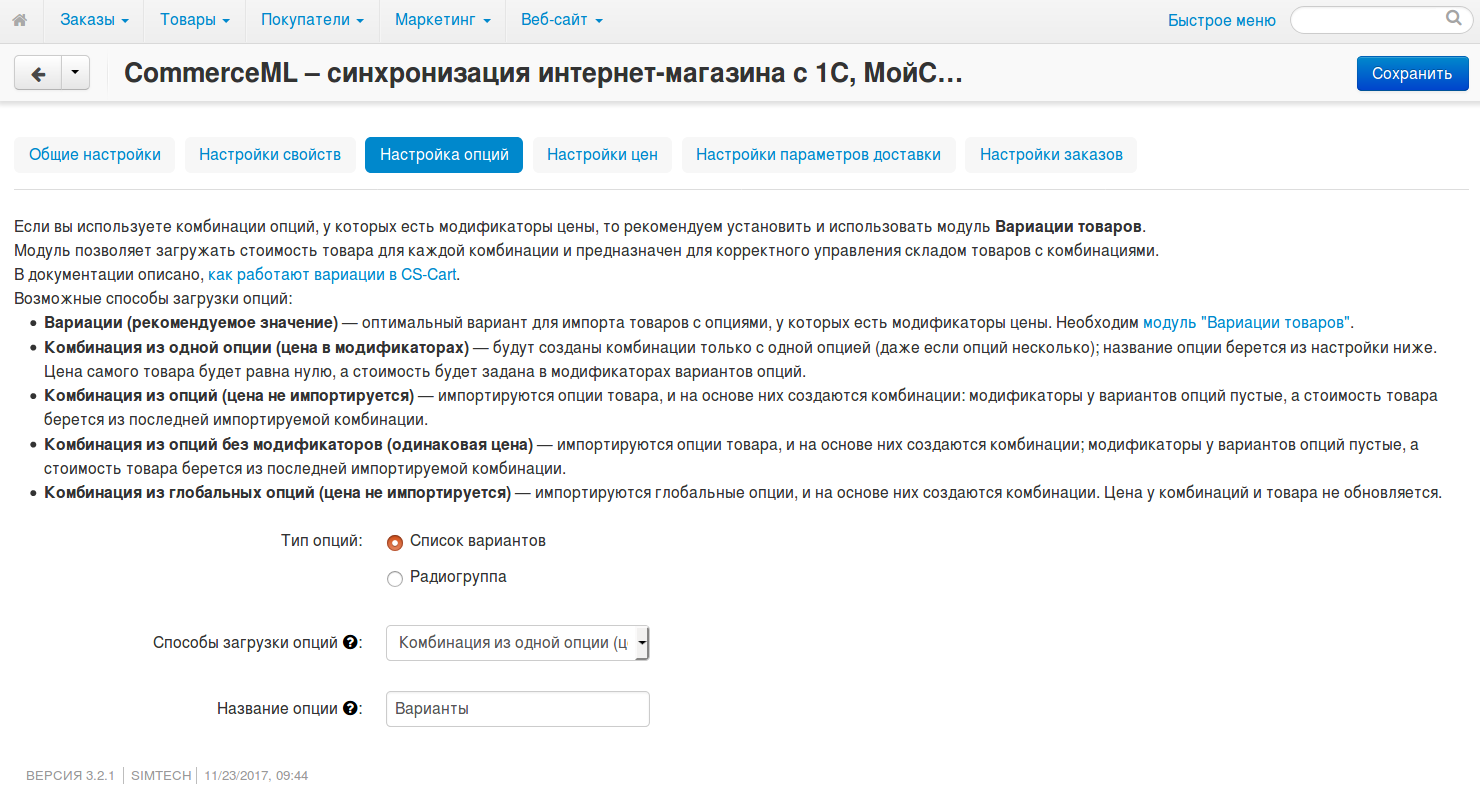 Заказы Товары Покупатели Маркетинг Веб-сайт Быстрое меню
CommerceML – синхронизация интернет-магазина с 1С, МойС... Сохранить
Общие настройки Настройки свойств Настройка опций Настройки цен Настройки параметров доставки Настройки заказов
Если вы используете комбинации опций, у которых есть модификаторы цены, то рекомендуем установить и использовать модуль Вариации товаров.
Модуль позволяет загружать стоимость товара для каждой комбинации и предназначен для корректного управления складом товаров с комбинациями.
В документации описано, как работают вариации в CS-Cart.
Возможные способы загрузки опций:
• Вариации (рекомендуемое значение) — оптимальный вариант для импорта товаров с опциями, у которых есть модификаторы цены. Необходим модуль "Вариации товаров".
• Комбинация из одной опции (цена в модификаторах) — будут созданы комбинации только с одной опцией (даже если опций несколько); название опции берется из настройки ниже.
Цена самого товара будет равна нулю, а стоимость будет задана в модификаторах вариантов опций.
• Комбинация из опций (цена не импортируется) — импортируются опции товара, и на основе них создаются комбинации: модификаторы у вариантов опций пустые, а стоимость товара
берется из последней импортируемой комбинации.
• Комбинация из опций без модификаторов (одинаковая цена) — импортируются опции товара, и на основе них создаются комбинации; модификаторы у вариантов опций пустые, а
стоимость товара берется из последней импортируемой комбинации.
• Комбинация из глобальных опций (цена не импортируется) — импортируются глобальные опции, и на основе них создаются комбинации. Цена у комбинаций и товара не обновляется.
Тип опций: Список вариантов
Радиогруппа
Способы загрузки опций ?: Комбинация из одной опции (ц
Название опции ?: Варианты
ВЕРСИЯ 3.2.1 SIMTECH 11/23/2017, 09:44